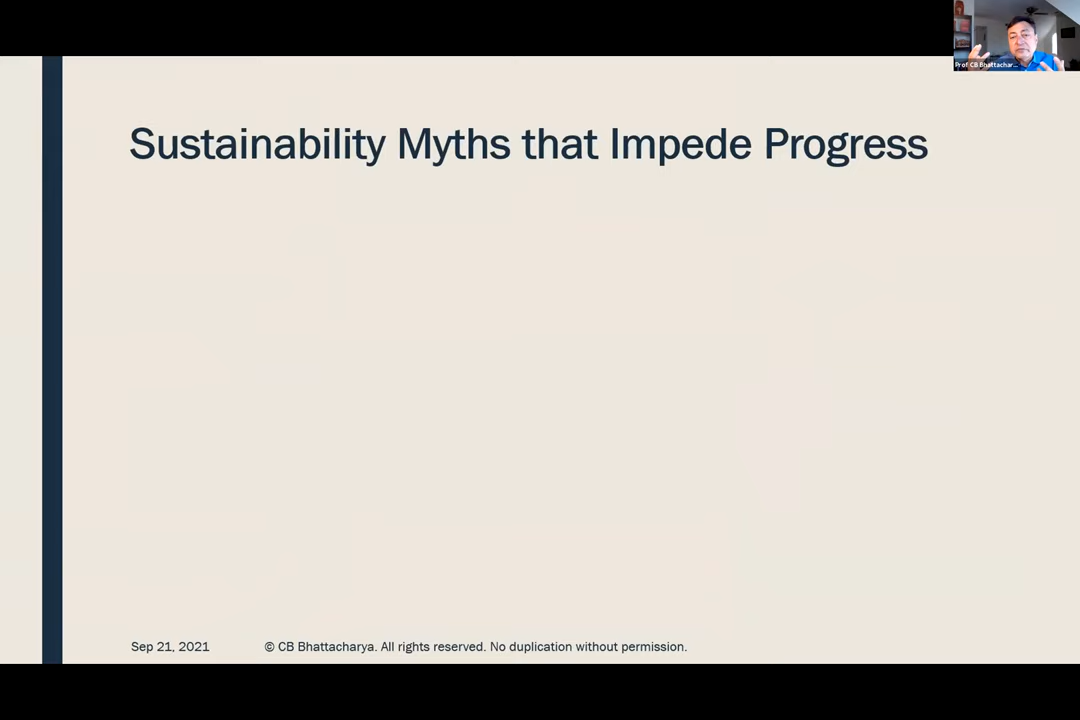 Prof CB Bhattachar...
Sustainability Myths that Impede Progress
Sep 21, 2021 © CB Bhattacharya. All rights reserved. No duplication without permission.